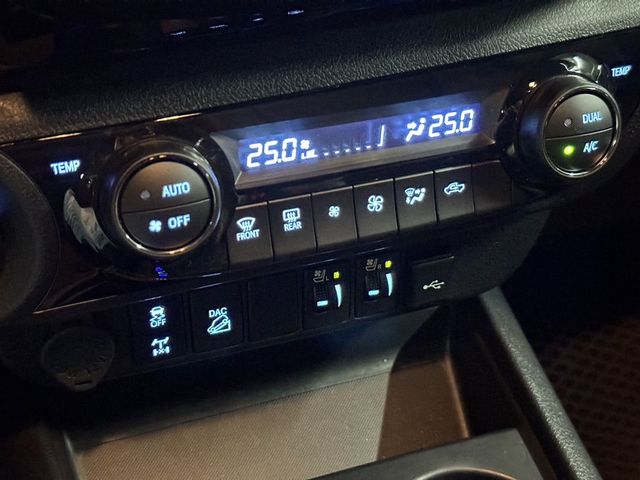 TEMP
25.0
25.0
TEMP
AUTO
OFF
FRONT
REAR
DUAL
A/C
OFF
DAC
L
R